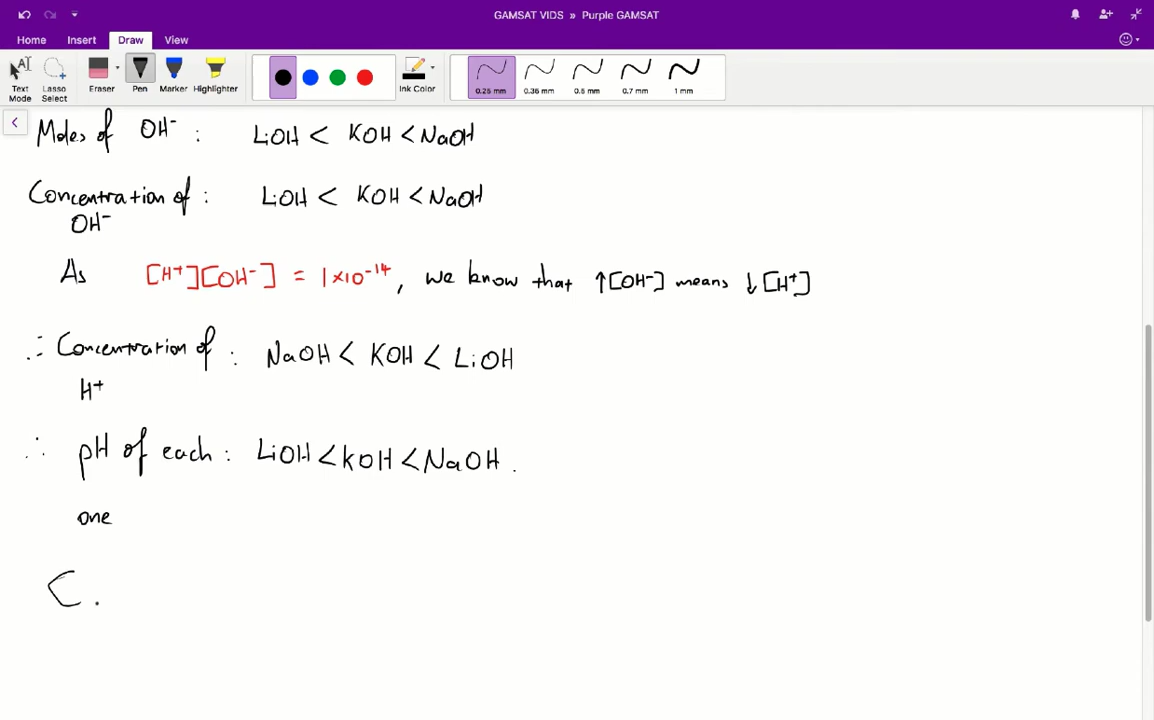 GAMSAT VIDS » Purple GAMSAT
Home Insert Draw View
Text Mode Lasso Select Eraser Pen Marker Highlighter Ink Color 0.25 mm 0.35 mm 0.5 mm 0.7 mm 1 mm
Moles of OH⁻ : LiOH < KOH < NaOH
Concentration of : LiOH < KOH < NaOH
OH⁻
As [H⁺][OH⁻] = 1×10⁻¹⁴, we know that ↑[OH⁻] means ↓[H⁺]
∴ Concentration of : NaOH < KOH < LiOH
H⁺
∴ pH of each : LiOH < KOH < NaOH.
one
C.